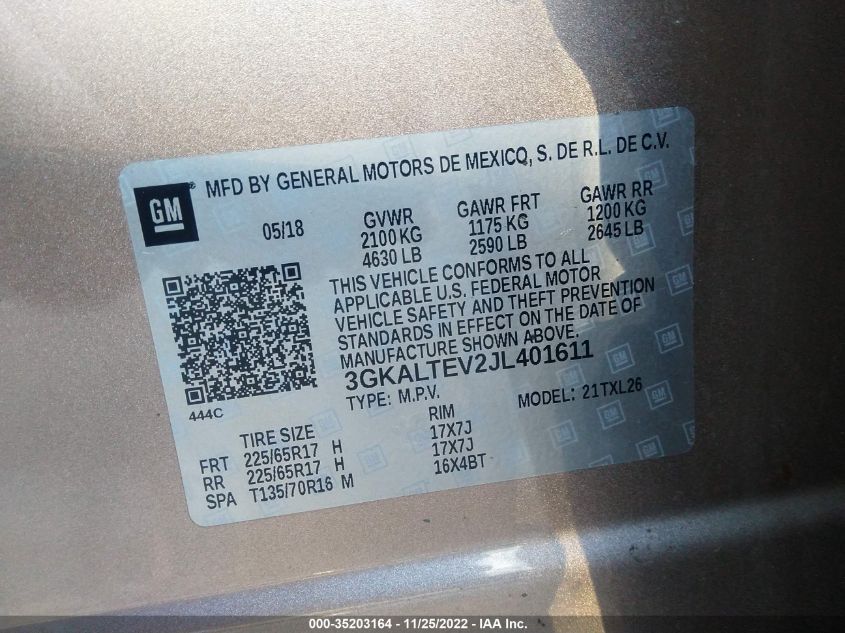 MFD BY GENERAL MOTORS DE MEXICO, S. DE R.L. DE C.V.
GM ®
05/18 GVWR GAWR FRT GAWR RR
2100 KG 1175 KG 1200 KG
4630 LB 2590 LB 2645 LB
THIS VEHICLE CONFORMS TO ALL
APPLICABLE U.S. FEDERAL MOTOR
VEHICLE SAFETY AND THEFT PREVENTION
STANDARDS IN EFFECT ON THE DATE OF
MANUFACTURE SHOWN ABOVE.
3GKALTEV2JL401611
444C
TYPE: M.P.V. MODEL: 21TXL26
TIRE SIZE RIM
FRT 225/65R17 H 17X7J
RR 225/65R17 H 17X7J
SPA T135/70R16 M 16X4BT
000-35203164 - 11/25/2022 - IAA Inc.